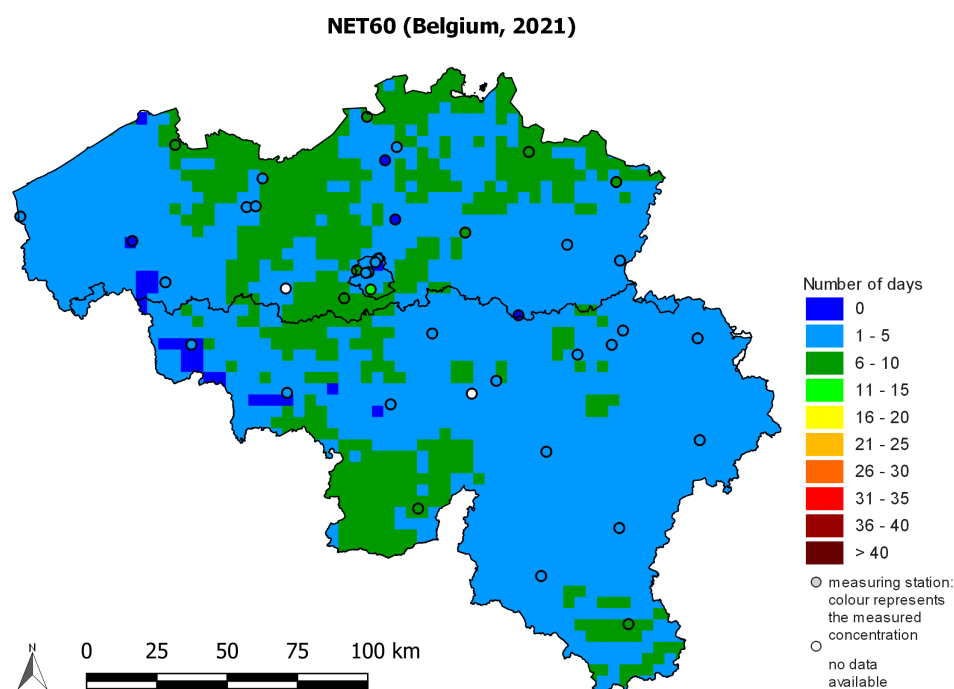 NET60 (Belgium, 2021)
Number of days
0
1 - 5
6 - 10
11 - 15
16 - 20
21 - 25
26 - 30
31 - 35
36 - 40
> 40
measuring station:
colour represents
the measured
concentration
no data
available
N
0 25 50 75 100 km